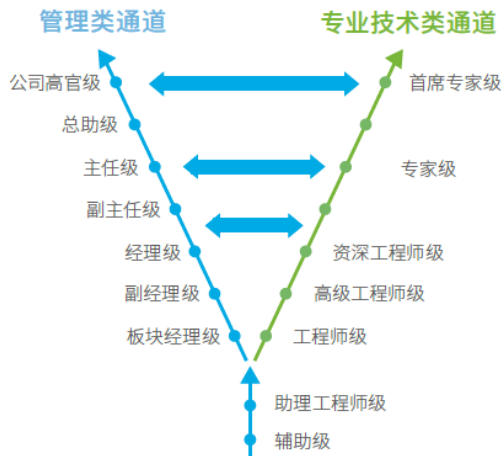 管理类通道
专业技术类通道
公司高官级
首席专家级
总助级
主任级
专家级
副主任级
经理级
资深工程师级
副经理级
高级工程师级
板块经理级
工程师级
助理工程师级
辅助级